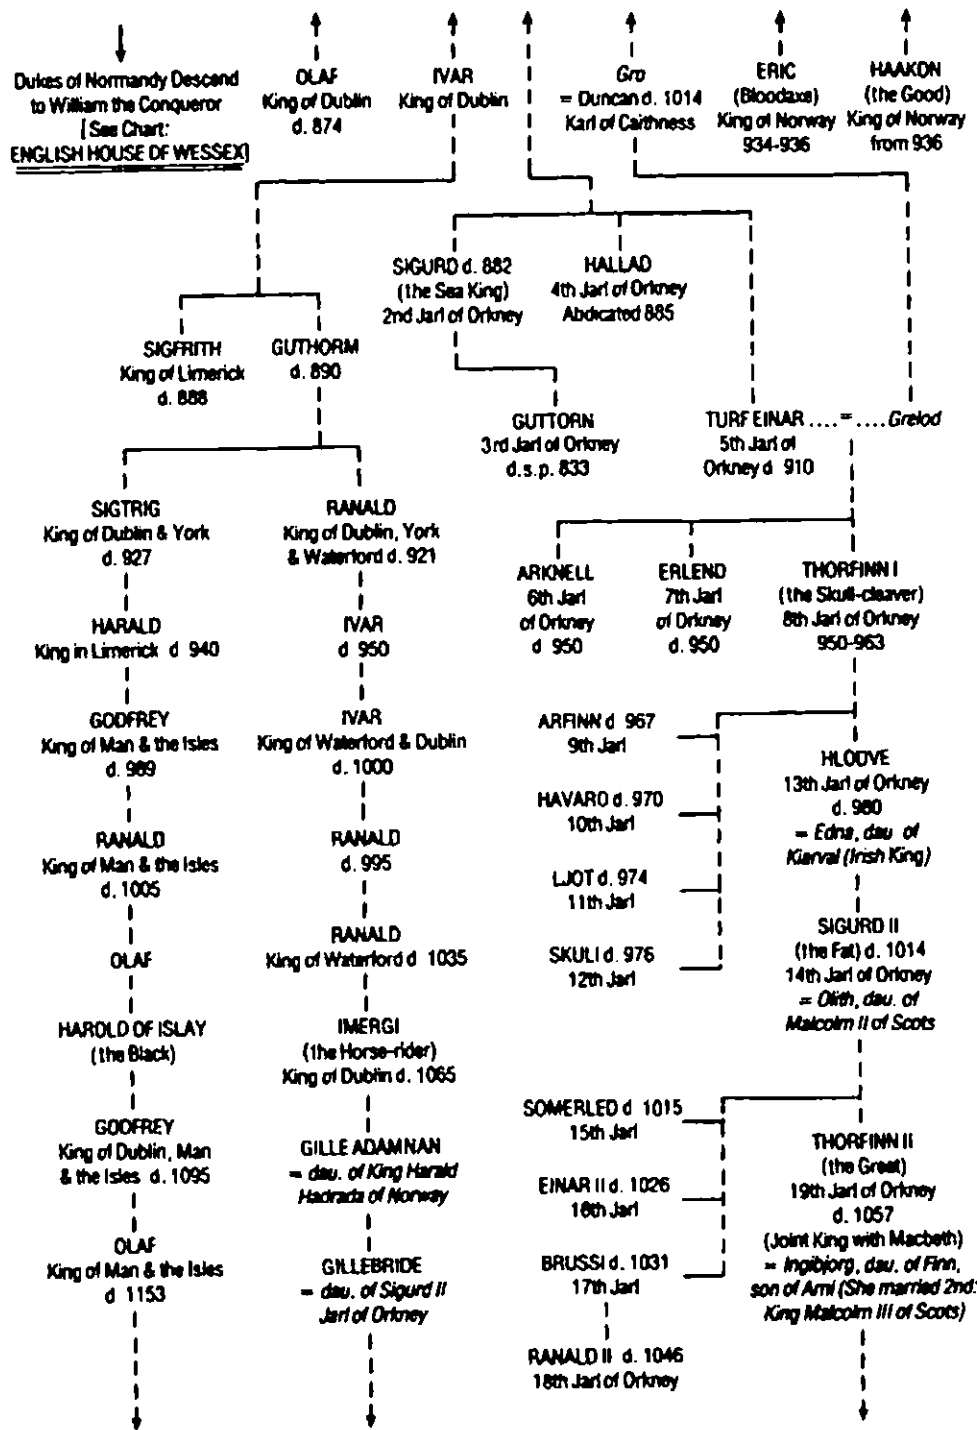 Dukes of Normandy Descend
to William the Conqueror
[See Chart:
ENGLISH HOUSE OF WESSEX]
OLAF
King of Dublin
d. 874
IVAR
King of Dublin
Gro
= Duncan d. 1014
Karl of Caithness
ERIC
(Bloodaxe)
King of Norway
934-936
HAAKON
(the Good)
King of Norway
from 936
SIGURD d. 882
(the Sea King)
2nd Jarl of Orkney
HALLAD
4th Jarl of Orkney
Abdicated 885
SIGFRITH
King of Limerick
d. 888
GUTHORM
d. 890
GUTTORN
3rd Jarl of Orkney
d.s.p. 833
TURF EINAR .... = .... Grelod
5th Jarl of
Orkney d 910
SIGTRIG
King of Dublin & York
d. 927
RANALD
King of Dublin, York
& Waterford d. 921
ARKNELL
6th Jarl
of Orkney
d 950
ERLEND
7th Jarl
of Orkney
d. 950
THORFINN I
(the Skull-cleaver)
8th Jarl of Orkney
950-963
HARALD
King in Limerick d 940
IVAR
d 950
GODFREY
King of Man & the Isles
d. 989
IVAR
King of Waterford & Dublin
d. 1000
ARFINN d 967
9th Jarl
HLODVE
13th Jarl of Orkney
d. 980
= Edna, dau of
Kiarval (Irish King)
HAVARD d. 970
10th Jarl
RANALD
King of Man & the Isles
d. 1005
RANALD
d. 995
LJOT d. 974
11th Jarl
SKULI d. 976
12th Jarl
OLAF
RANALD
King of Waterford d 1035
SIGURD II
(the Fat) d. 1014
14th Jarl of Orkney
= Olith, dau. of
Malcolm II of Scots
HAROLD OF ISLAY
(the Black)
IMERGI
(the Horse-rider)
King of Dublin d. 1065
SOMERLED d 1015
15th Jarl
GODFREY
King of Dublin, Man
& the Isles d. 1095
GILLE ADAMNAN
= dau. of King Harald
Hadrada of Norway
EINAR II d. 1026
16th Jarl
THORFINN II
(the Great)
19th Jarl of Orkney
d. 1057
(Joint King with Macbeth)
= Ingibjorg, dau. of Finn,
son of Arni (She married 2nd:
King Malcolm III of Scots)
OLAF
King of Man & the Isles
d 1153
GILLEBRIDE
= dau. of Sigurd II
Jarl of Orkney
BRUSSI d. 1031
17th Jarl
RANALD II d. 1046
18th Jarl of Orkney